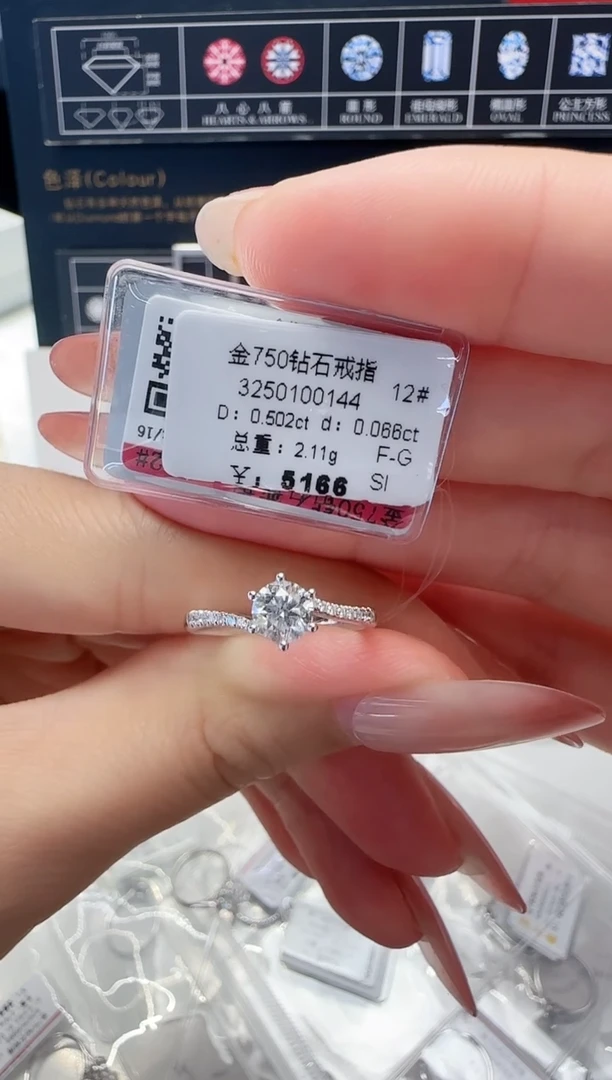 八心八箭
HEARTS & ARROWS
圆形
ROUND
祖母绿形
EMERALD
椭圆形
OVAL
公主方形
PRINCESS
色泽(Colour)
金750钻石戒指
3250100144 12#
D: 0.502ct d: 0.066ct
总重: 2.11g F-G
天: 5166 SI